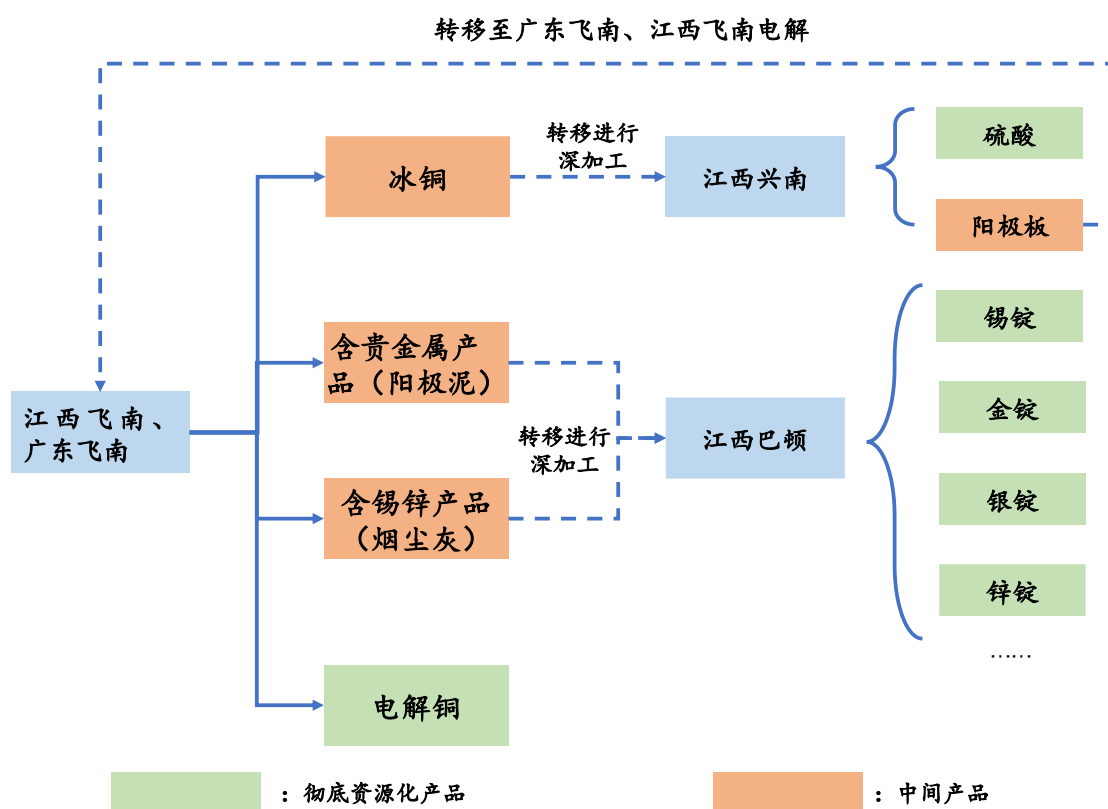 转移至广东飞南、江西飞南电解
冰铜
转移进行
深加工
江西兴南
硫酸
阳极板
含贵金属产
品（阳极泥）
江西飞南、
广东飞南
转移进行
深加工
含锡锌产品
（烟尘灰）
江西巴顿
锡锭
金锭
银锭
锌锭
……
电解铜
：彻底资源化产品
：中间产品